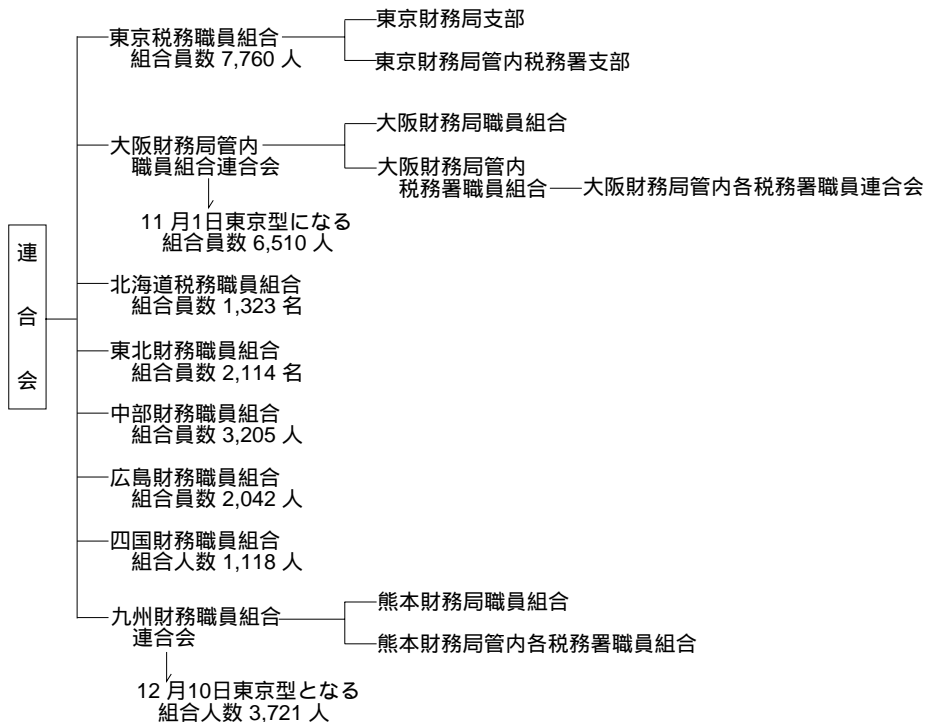 連合会
東京税務職員組合
組合員数 7,760 人
東京財務局支部
東京財務局管内税務署支部
大阪財務局管内
職員組合連合会
11 月1日東京型になる
組合員数 6,510 人
大阪財務局職員組合
大阪財務局管内
税務署職員組合
大阪財務局管内各税務署職員連合会
北海道税務職員組合
組合員数 1,323 名
東北財務職員組合
組合員数 2,114 名
中部財務職員組合
組合員数 3,205 人
広島財務職員組合
組合員数 2,042 人
四国財務職員組合
組合人数 1,118 人
九州財務職員組合
連合会
12 月10日東京型となる
組合人数 3,721 人
熊本財務局職員組合
熊本財務局管内各税務署職員組合